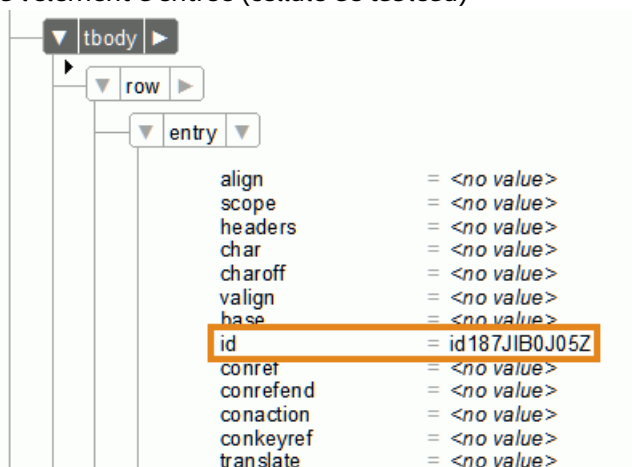 tbody
row
entry
align = <no value>
scope = <no value>
headers = <no value>
char = <no value>
charoff = <no value>
valign = <no value>
base = <no value>
id = id187JIB0J05Z
conref = <no value>
conrefend = <no value>
conaction = <no value>
conkeyref = <no value>
translate = <no value>